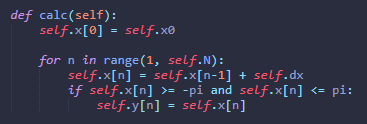 def calc(self):
    self.x[0] = self.x0

    for n in range(1, self.N):
        self.x[n] = self.x[n-1] + self.dx
        if self.x[n] >= -pi and self.x[n] <= pi:
            self.y[n] = self.x[n]